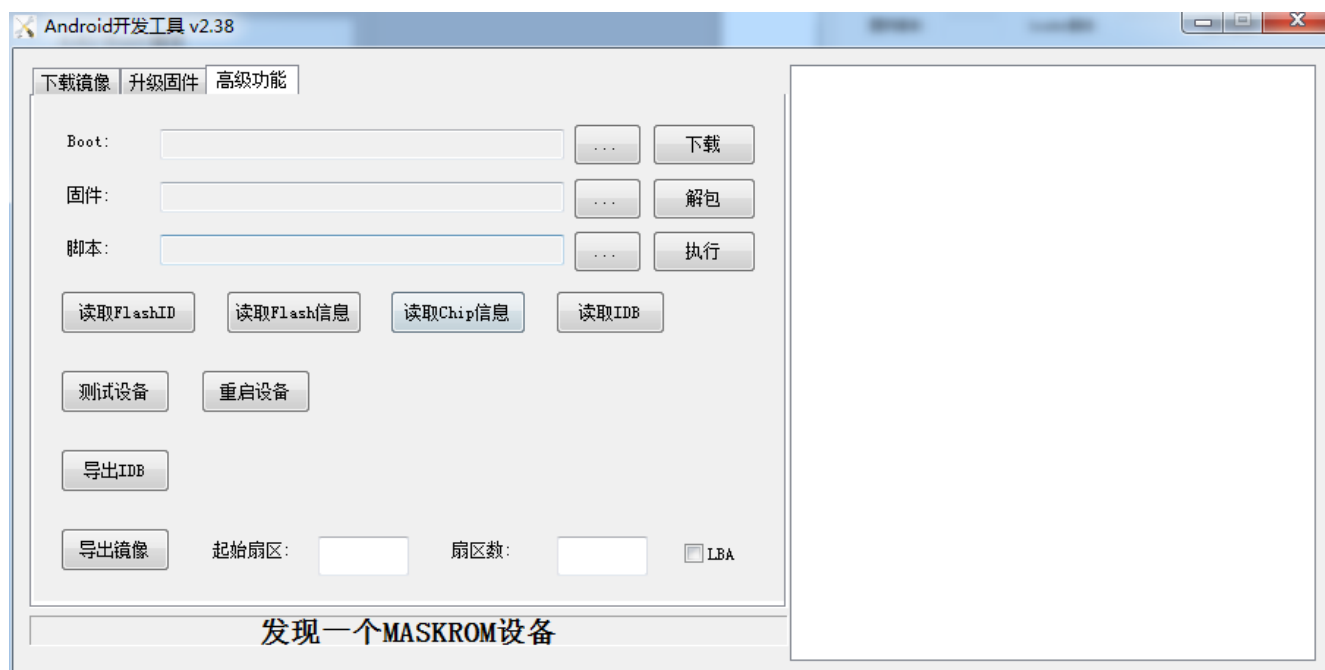 Android开发工具 v2.38
下载镜像 升级固件 高级功能
Boot: ... 下载
固件: ... 解包
脚本: ... 执行
读取FlashID 读取Flash信息 读取Chip信息 读取IDB
测试设备 重启设备
导出IDB
导出镜像 起始扇区: 扇区数: LBA
发现一个MASKROM设备